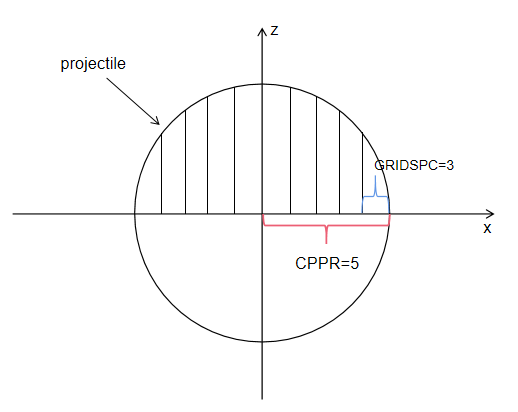 z
projectile
GRIDSPC=3
x
CPPR=5